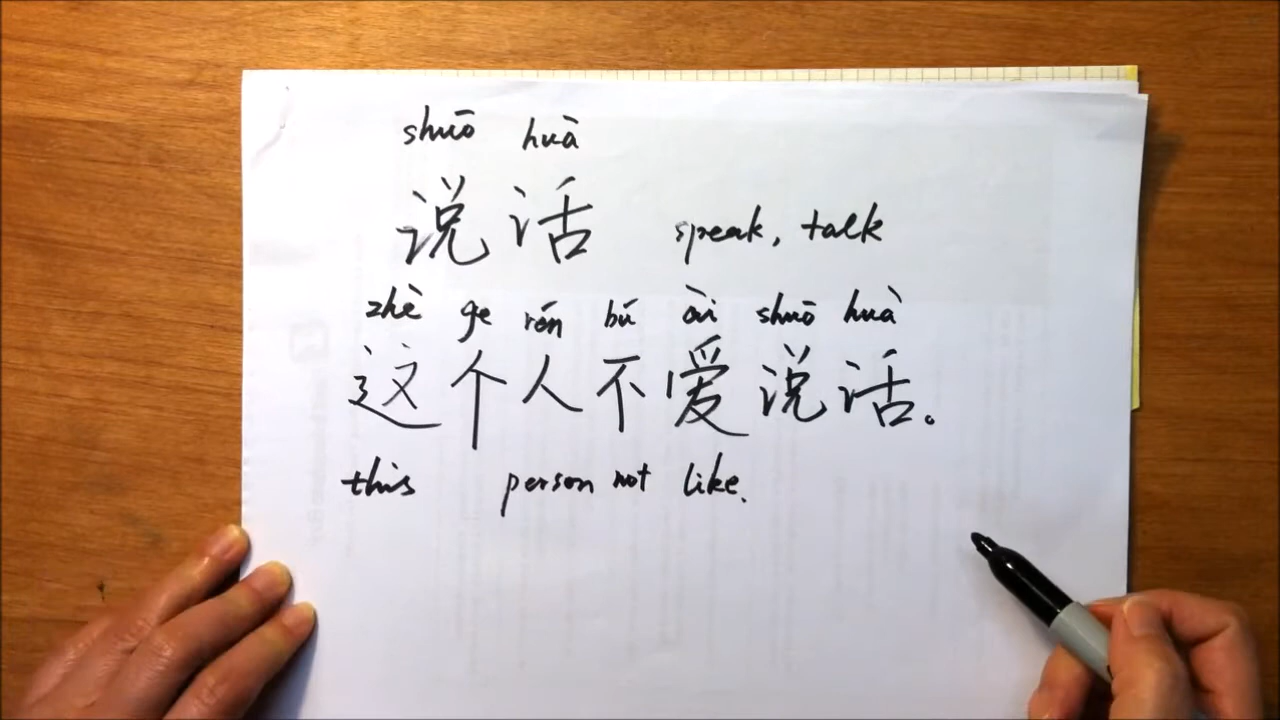 shuō huà
说话 speak, talk
zhè ge rén bú ài shuō huà
这个人不爱说话。
this person not like.